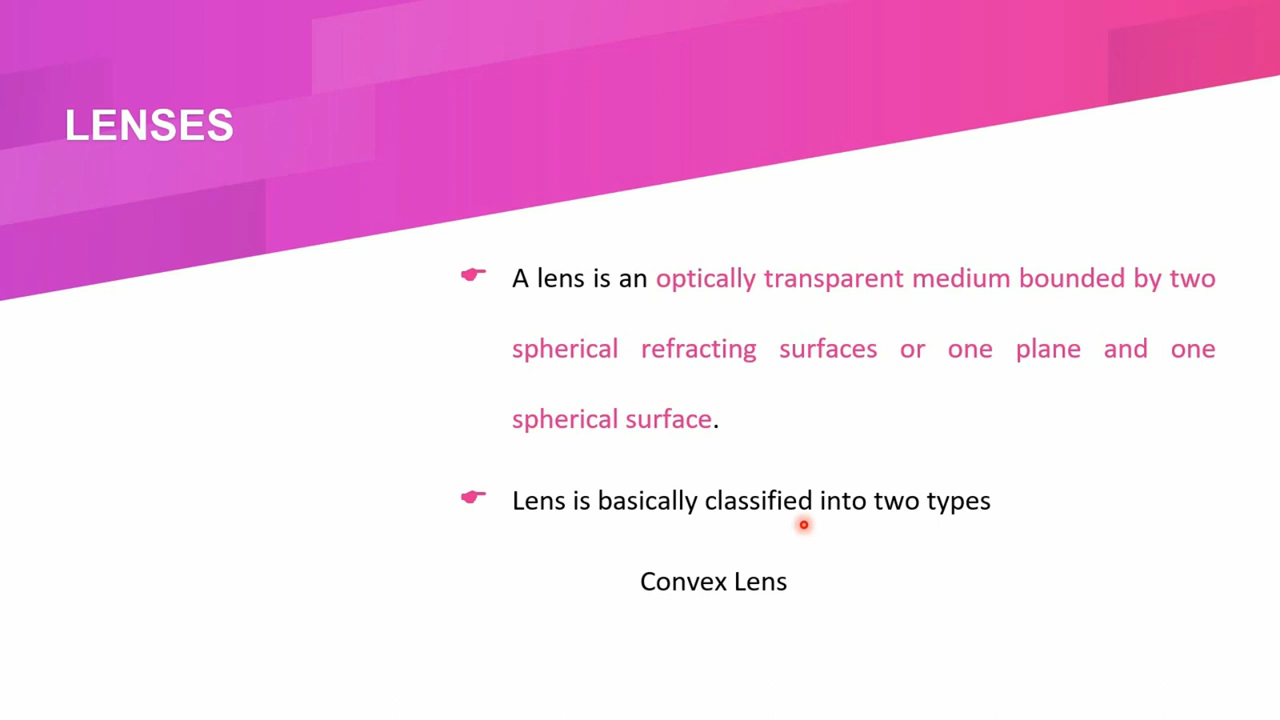 LENSES
A lens is an optically transparent medium bounded by two
spherical refracting surfaces or one plane and one
spherical surface.
Lens is basically classified into two types
Convex Lens